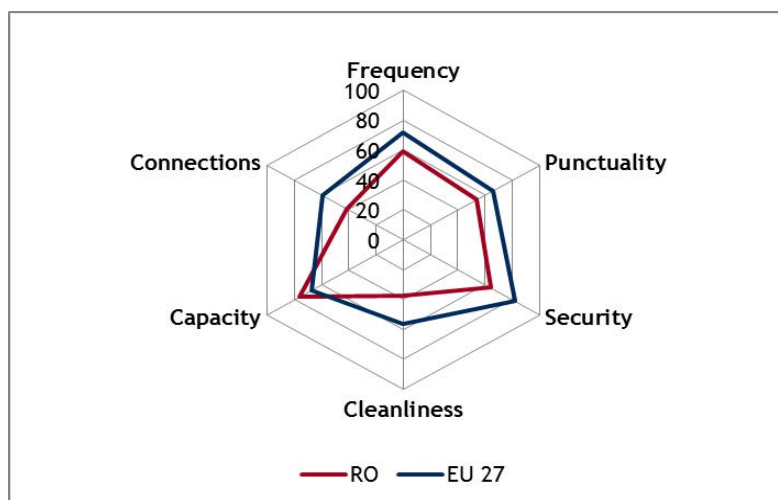 Frequency
100
80
60
40
20
0
Connections
Punctuality
Capacity
Security
Cleanliness
RO
EU 27